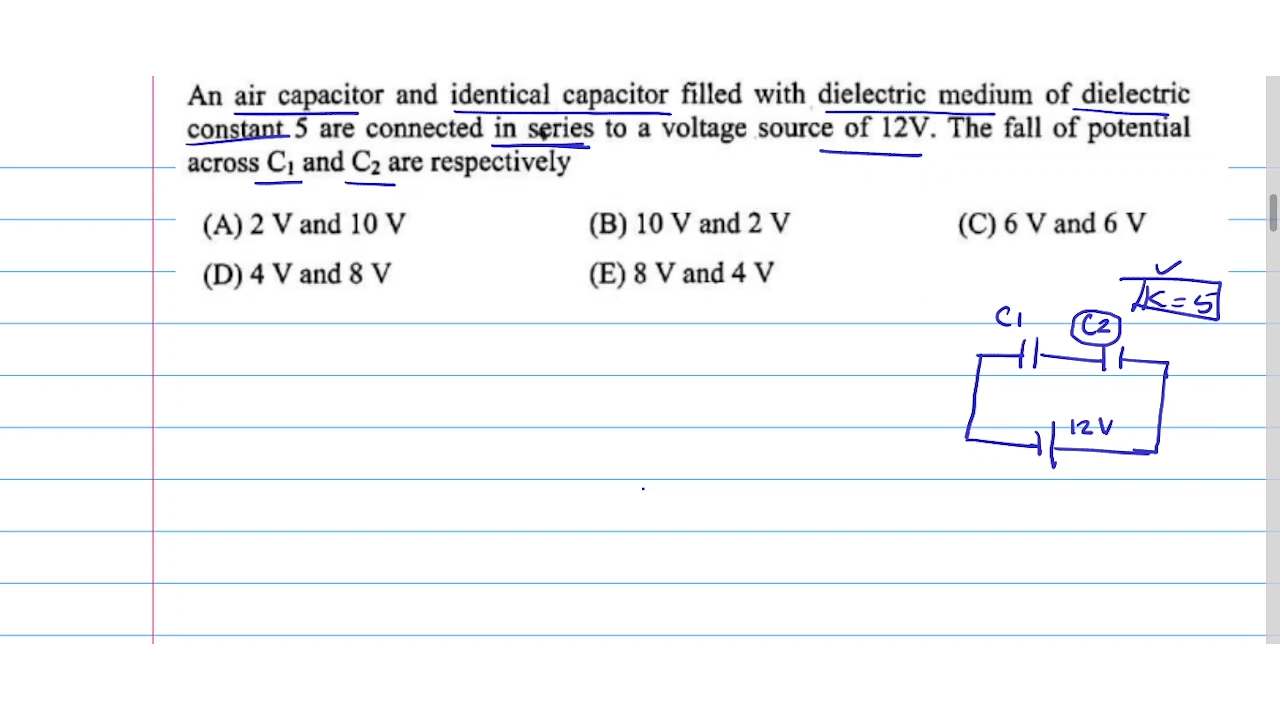 An air capacitor and identical capacitor filled with dielectric medium of dielectric
constant 5 are connected in series to a voltage source of 12V. The fall of potential
across C₁ and C₂ are respectively
(A) 2 V and 10 V (B) 10 V and 2 V (C) 6 V and 6 V
(D) 4 V and 8 V (E) 8 V and 4 V
K = 5
C1 C2
12V